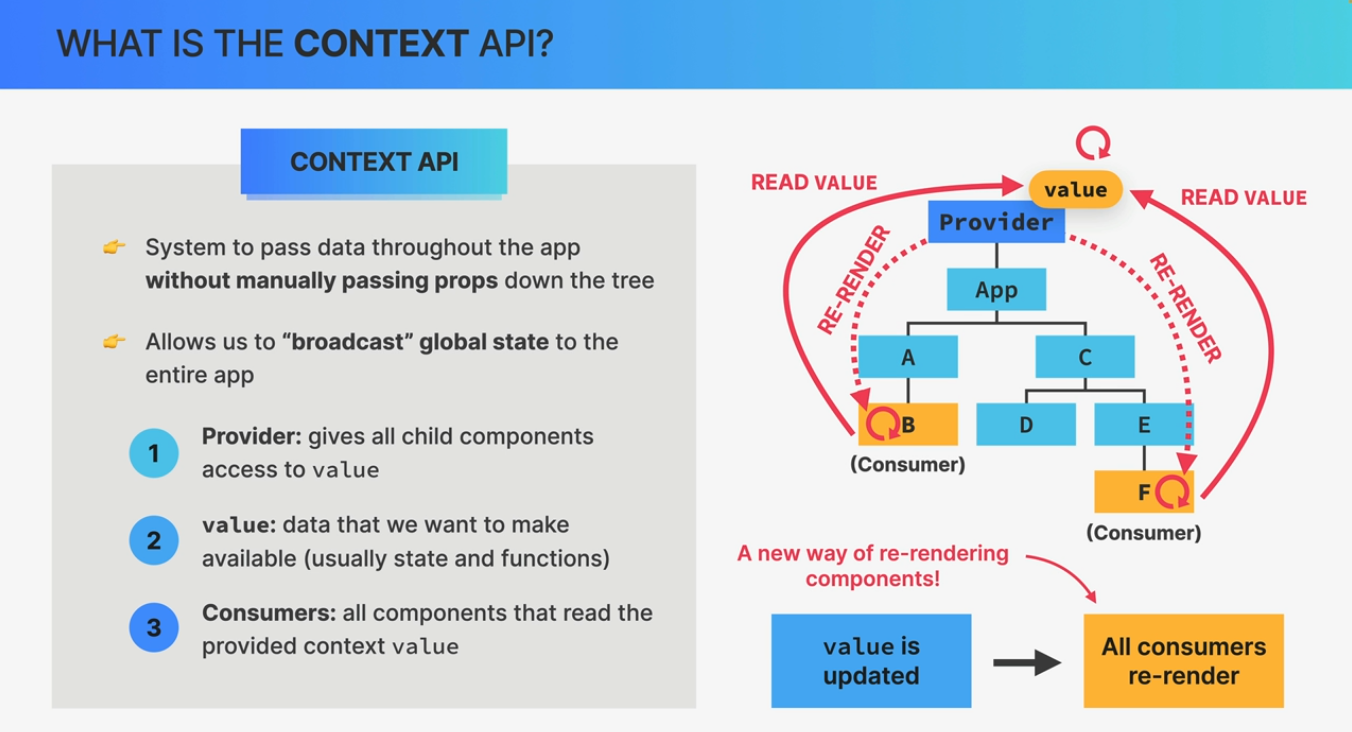 WHAT IS THE CONTEXT API?
CONTEXT API
System to pass data throughout the app
without manually passing props down the tree
Allows us to “broadcast” global state to the
entire app
1
Provider: gives all child components
access to value
2
value: data that we want to make
available (usually state and functions)
3
Consumers: all components that read the
provided context value
READ VALUE
value
READ VALUE
Provider
RE-RENDER
RE-RENDER
App
A
C
B
D
E
(Consumer)
F
(Consumer)
A new way of re-rendering
components!
value is
updated
All consumers
re-render